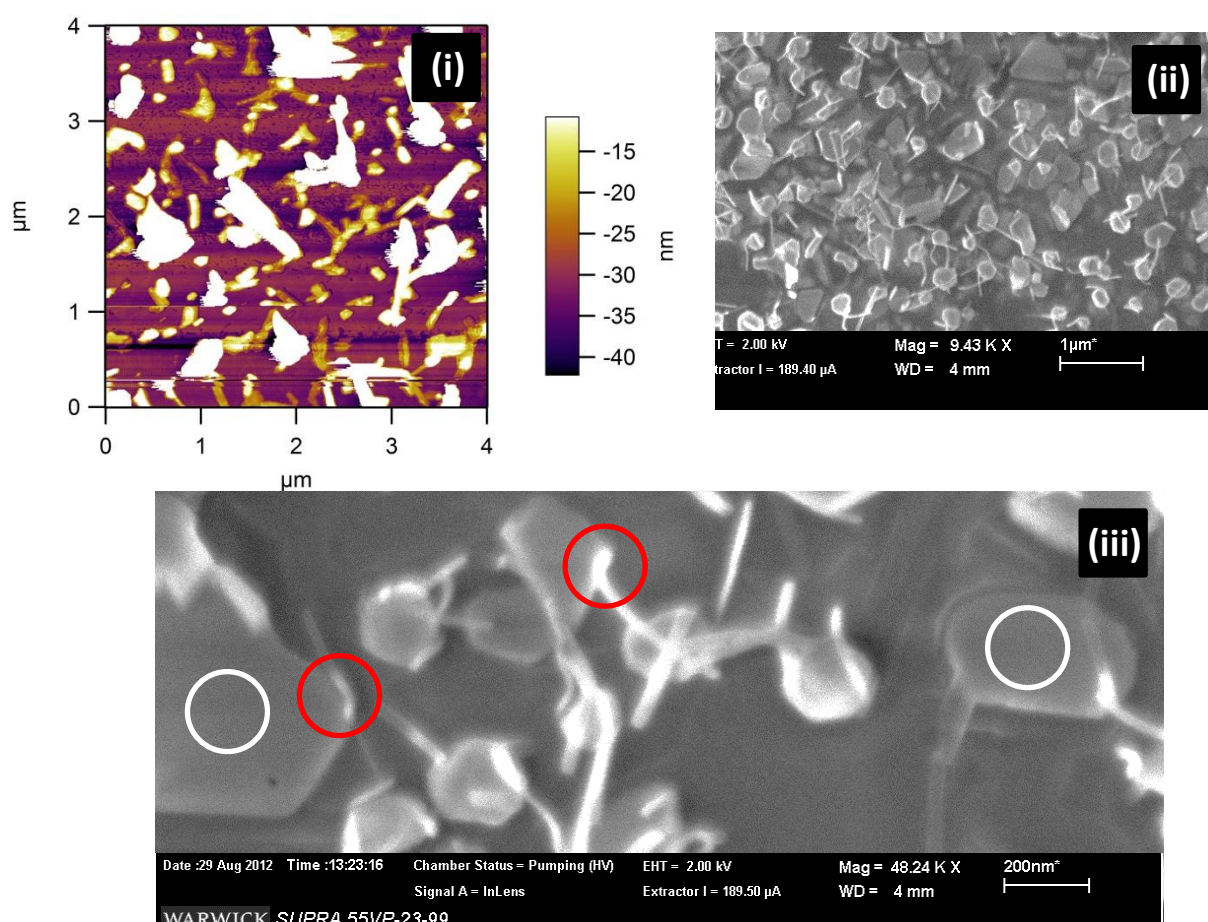 (i)
4
3
2
1
0
µm
0 1 2 3 4
µm
-15
-20
-25
-30
-35
-40
nm
(ii)
T = 2.00 kV Mag = 9.43 K X 1µm*
tractor I = 189.40 µA WD = 4 mm
(iii)
Date :29 Aug 2012 Time :13:23:16 Chamber Status = Pumping (HV) EHT = 2.00 kV Mag = 48.24 K X 200nm*
Signal A = InLens Extractor I = 189.50 µA WD = 4 mm
WARWICK SUPRA 55VP-23-99